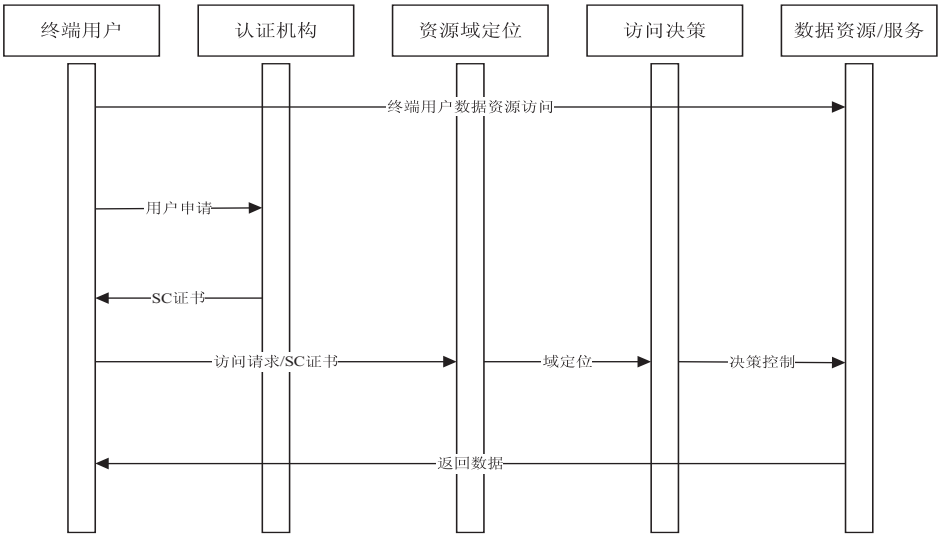 终端用户
认证机构
资源域定位
访问决策
数据资源/服务
终端用户数据资源访问
用户申请
SC证书
访问请求/SC证书
域定位
决策控制
返回数据